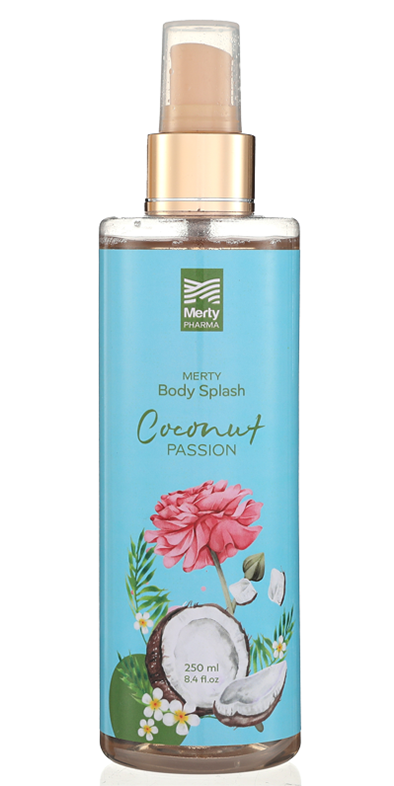 Merty
PHARMA
MERTY
Body Splash
Coconut
PASSION
250 ml
8.4 fl.oz